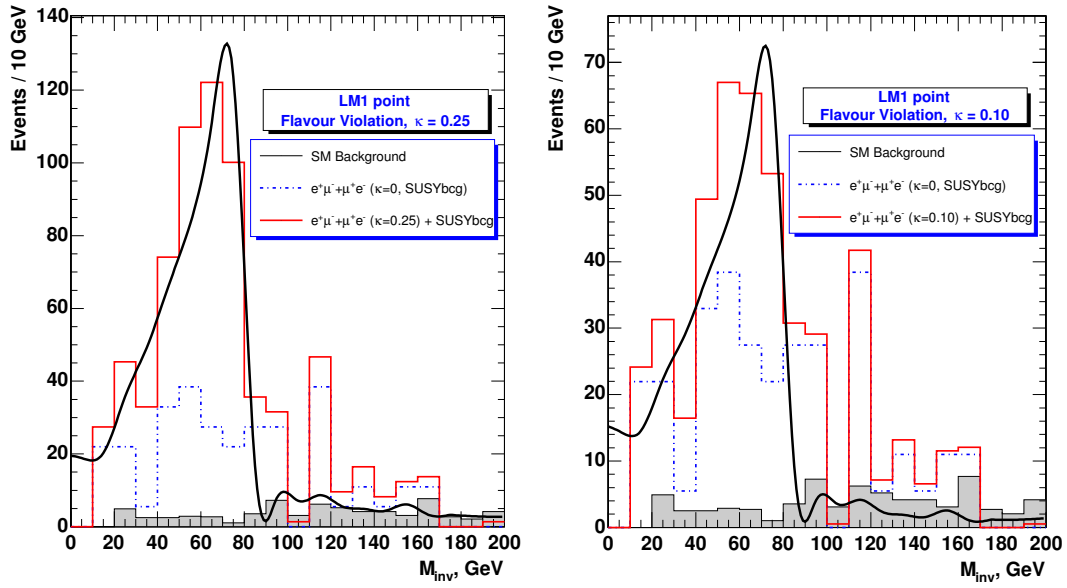 Events / 10 GeV
140
120
100
80
60
40
20
0
LM1 point
Flavour Violation, κ = 0.25
SM Background
e⁺μ⁻+μ⁺e⁻ (κ=0, SUSYbcg)
e⁺μ⁻+μ⁺e⁻ (κ=0.25) + SUSYbcg
0 20 40 60 80 100 120 140 160 180 200
M_inv, GeV
Events / 10 GeV
70
60
50
40
30
20
10
0
LM1 point
Flavour Violation, κ = 0.10
SM Background
e⁺μ⁻+μ⁺e⁻ (κ=0, SUSYbcg)
e⁺μ⁻+μ⁺e⁻ (κ=0.10) + SUSYbcg
0 20 40 60 80 100 120 140 160 180 200
M_inv, GeV